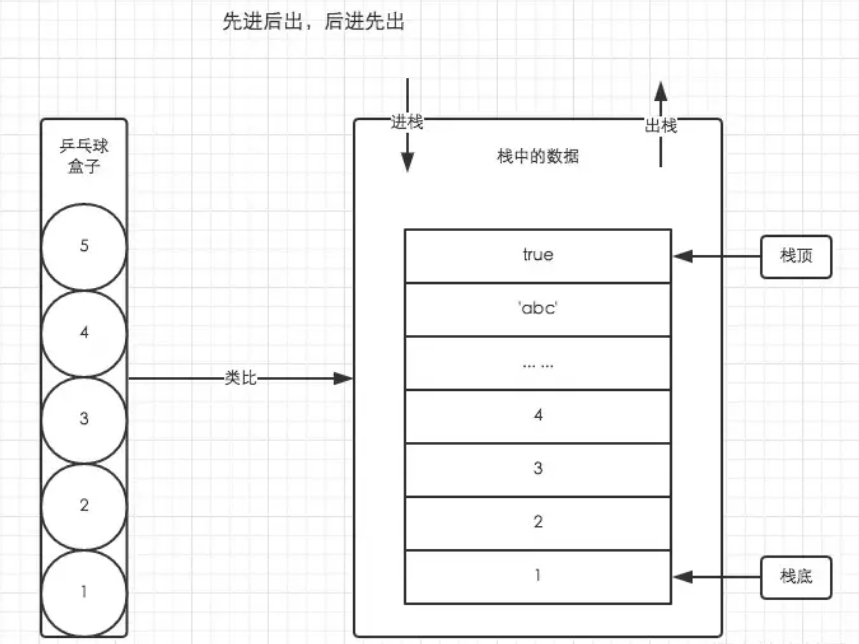 先进后出，后进先出
进栈
出栈
乒乓球
盒子
栈中的数据
5
4
3
2
1
类比
true
'abc'
... ...
4
3
2
1
栈顶
栈底